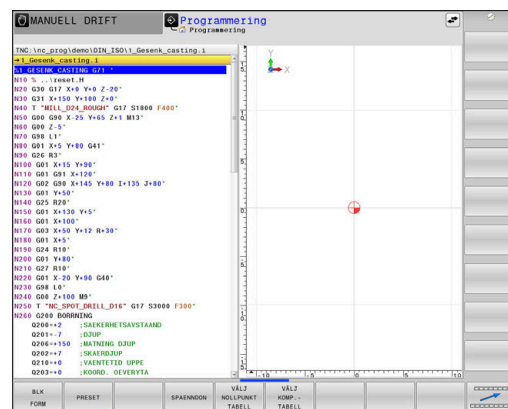 MANUELL DRIFT
Programmering
Programmering
TNC:\nc_prog\demo\DIN_ISO\1_Gesenk_casting.i
→1_Gesenk_casting.i
%1_GESENK_CASTING G71 *
N10 % ..\reset.H
N20 G30 G17 X+0 Y+0 Z-20*
N30 G31 X+150 Y+100 Z+0*
N40 T "MILL_D24_ROUGH" G17 S1800 F400*
N50 G00 G90 X-25 Y+65 Z+1 M13*
N60 G00 Z-5*
N70 G98 L1*
N80 G01 X+5 Y+80 G41*
N90 G26 R3*
N100 G01 X+15 Y+90*
N110 G01 G91 X+120*
N120 G02 G90 X+145 Y+80 I+135 J+80*
N130 G01 Y+50*
N140 G25 R20*
N150 G01 X+130 Y+5*
N160 G01 X+100*
N170 G03 X+50 Y+12 R+30*
N180 G01 X+5*
N190 G24 R10*
N200 G01 Y+80*
N210 G27 R10*
N220 G01 X-20 Y+90 G40*
N230 G98 L0*
N240 G00 Z+100 M9*
N250 T "NC_SPOT_DRILL_D16" G17 S3000 F300*
N260 G200 BORRNING
Q200=+2 ;SAEKERHETSAVSTAAND
Q201=-7 ;DJUP
Q206=+150 ;MATNING DJUP
Q202=+7 ;SKAERDJUP
Q210=+0 ;VAENTETID UPPE
Q203=+0 ;KOORD. OEVERYTA
Y
X
-10
-5
0
5
10
BLK
FORM
PRESET
SPAENNDON
VÄLJ
NOLLPUNKT
TABELL
VÄLJ
KOMP.-
TABELL